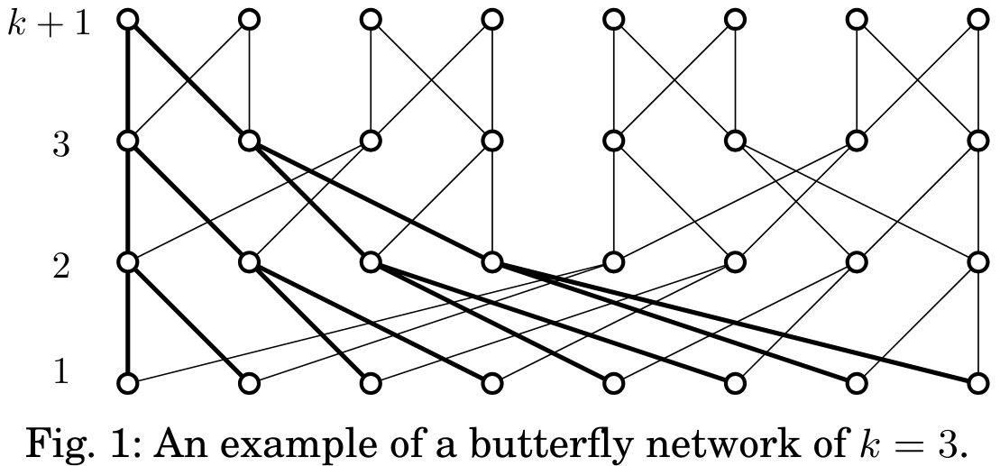 k + 1
3
2
1
Fig. 1: An example of a butterfly network of k = 3.